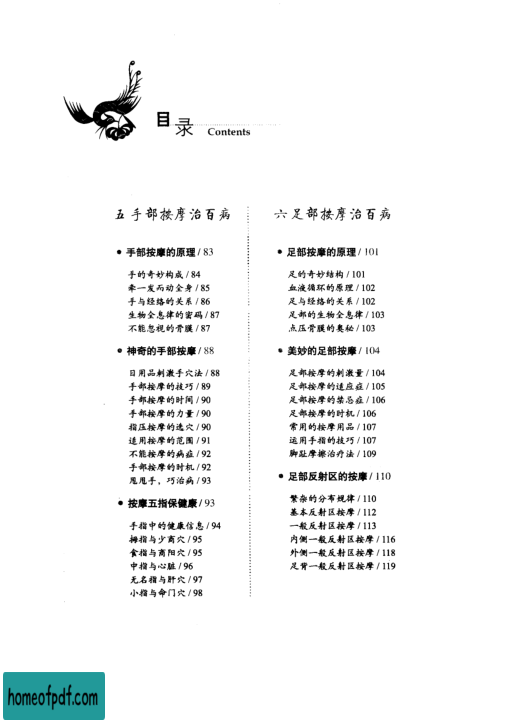 目录 Contents
五 手部按摩治百病
● 手部按摩的原理 / 83
手的奇妙构成 / 84
牵一发而动全身 / 85
手与经络的关系 / 86
生物全息律的密码 / 87
不能忽视的骨膜 / 87
● 神奇的手部按摩 / 88
日用品刺激手穴法 / 88
手部按摩的技巧 / 89
手部按摩的时间 / 90
手部按摩的力量 / 90
指压按摩的选穴 / 90
适用按摩的范围 / 91
不能按摩的病症 / 92
手部按摩的时机 / 92
甩甩手，巧治病 / 93
● 按摩五指保健康 / 93
手指中的健康信息 / 94
拇指与少商穴 / 95
食指与商阳穴 / 95
中指与心脏 / 96
无名指与肝穴 / 97
小指与命门穴 / 98
六 足部按摩治百病
● 足部按摩的原理 / 101
足的奇妙结构 / 101
血液循环的原理 / 102
足与经络的关系 / 102
足部的生物全息律 / 103
点压骨膜的奥秘 / 103
● 美妙的足部按摩 / 104
足部按摩的刺激量 / 104
足部按摩的适应症 / 105
足部按摩的禁忌症 / 106
足部按摩的时机 / 106
常用的按摩用品 / 107
运用手指的技巧 / 107
脚趾摩擦治疗法 / 109
● 足部反射区的按摩 / 110
繁杂的分布规律 / 110
基本反射区按摩 / 112
一般反射区按摩 / 113
内侧一般反射区按摩 / 116
外侧一般反射区按摩 / 118
足背一般反射区按摩 / 119
homeofpdf.com